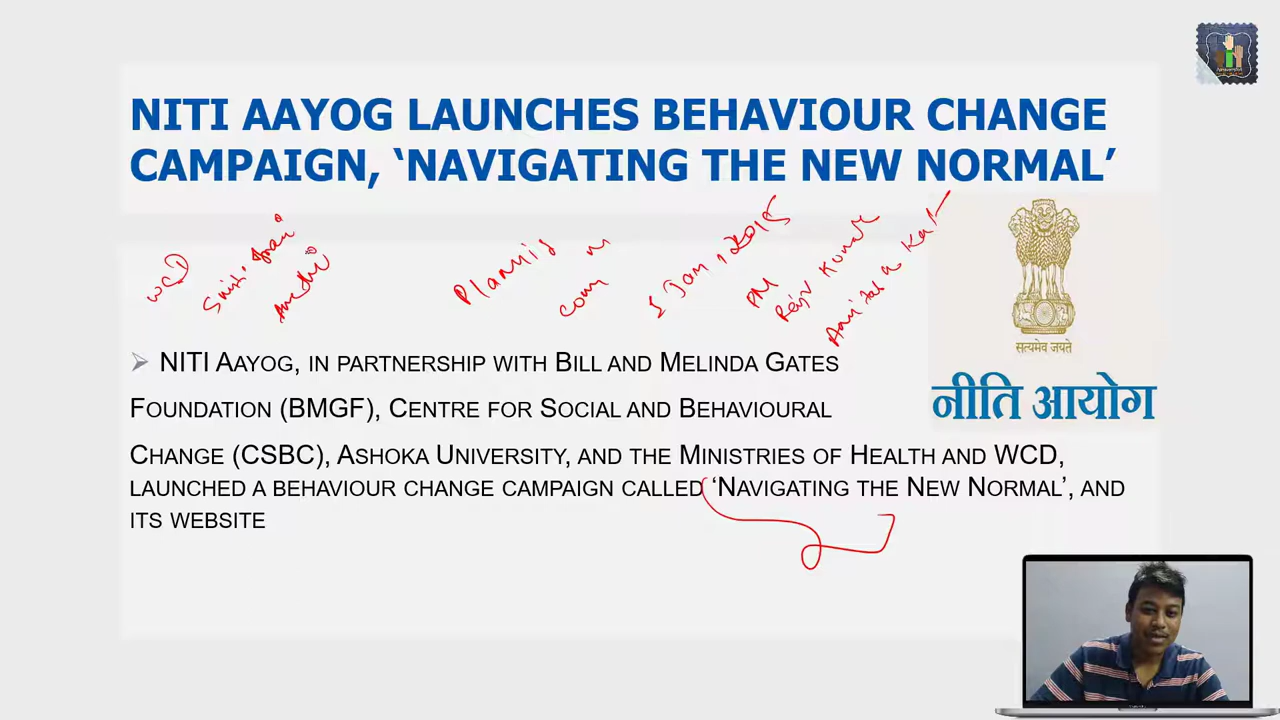 NITI AAYOG LAUNCHES BEHAVIOUR CHANGE
CAMPAIGN, ‘NAVIGATING THE NEW NORMAL’
WCD
Planning
1 Jan, 2015
PM
Rajiv Kumar
सत्यमेव जयते
नीति आयोग
NITI AAYOG, IN PARTNERSHIP WITH BILL AND MELINDA GATES
FOUNDATION (BMGF), CENTRE FOR SOCIAL AND BEHAVIOURAL
CHANGE (CSBC), ASHOKA UNIVERSITY, AND THE MINISTRIES OF HEALTH AND WCD,
LAUNCHED A BEHAVIOUR CHANGE CAMPAIGN CALLED ‘NAVIGATING THE NEW NORMAL’, AND
ITS WEBSITE